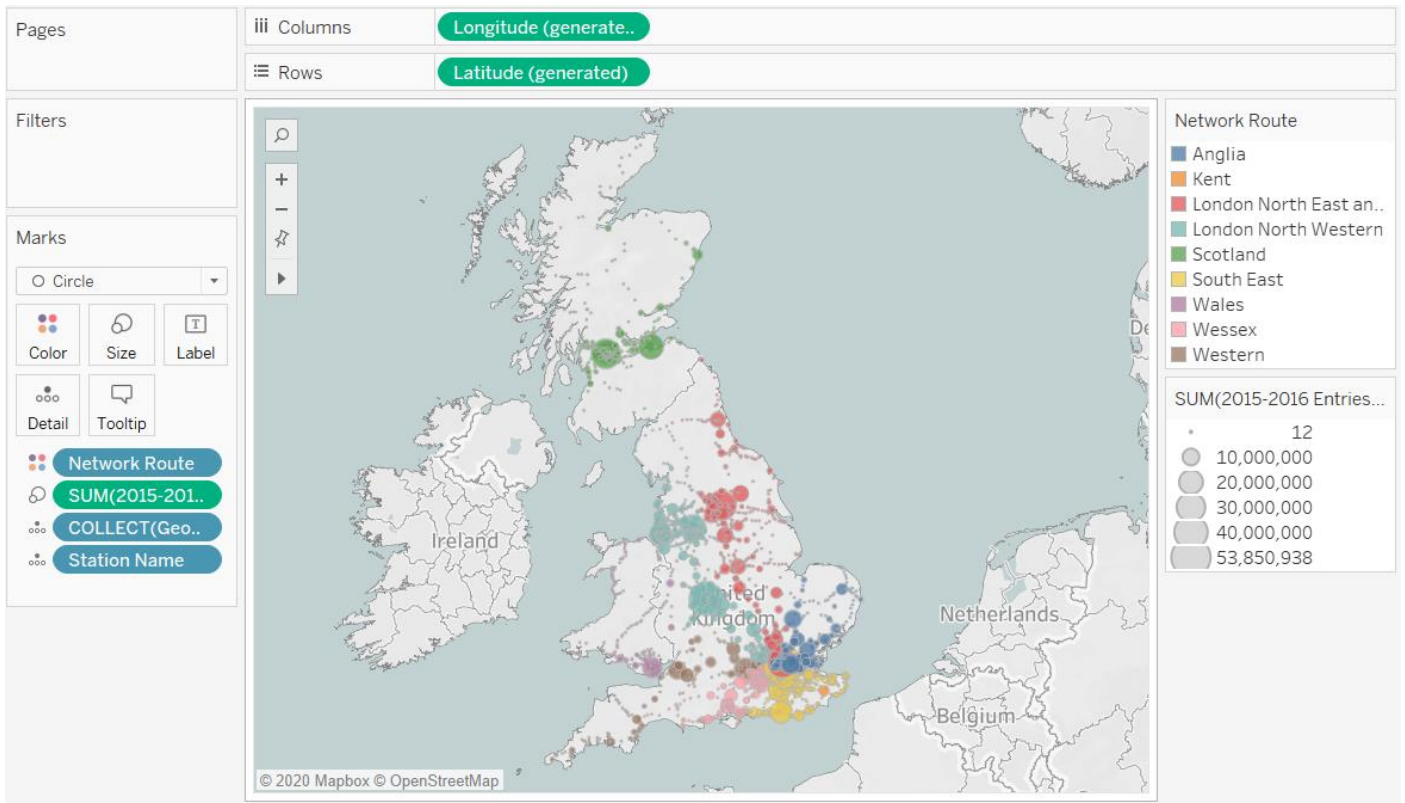 Pages
iii Columns
Longitude (generate..
Rows
Latitude (generated)
Filters
Marks
Circle
Color
Size
T
Label
Detail
Tooltip
Network Route
SUM(2015-201..
COLLECT(Geo..
Station Name
+
−
De
Ireland
United
Kingdom
Netherlands
Belgium
© 2020 Mapbox © OpenStreetMap
Network Route
Anglia
Kent
London North East an..
London North Western
Scotland
South East
Wales
Wessex
Western
SUM(2015-2016 Entries...
12
10,000,000
20,000,000
30,000,000
40,000,000
53,850,938